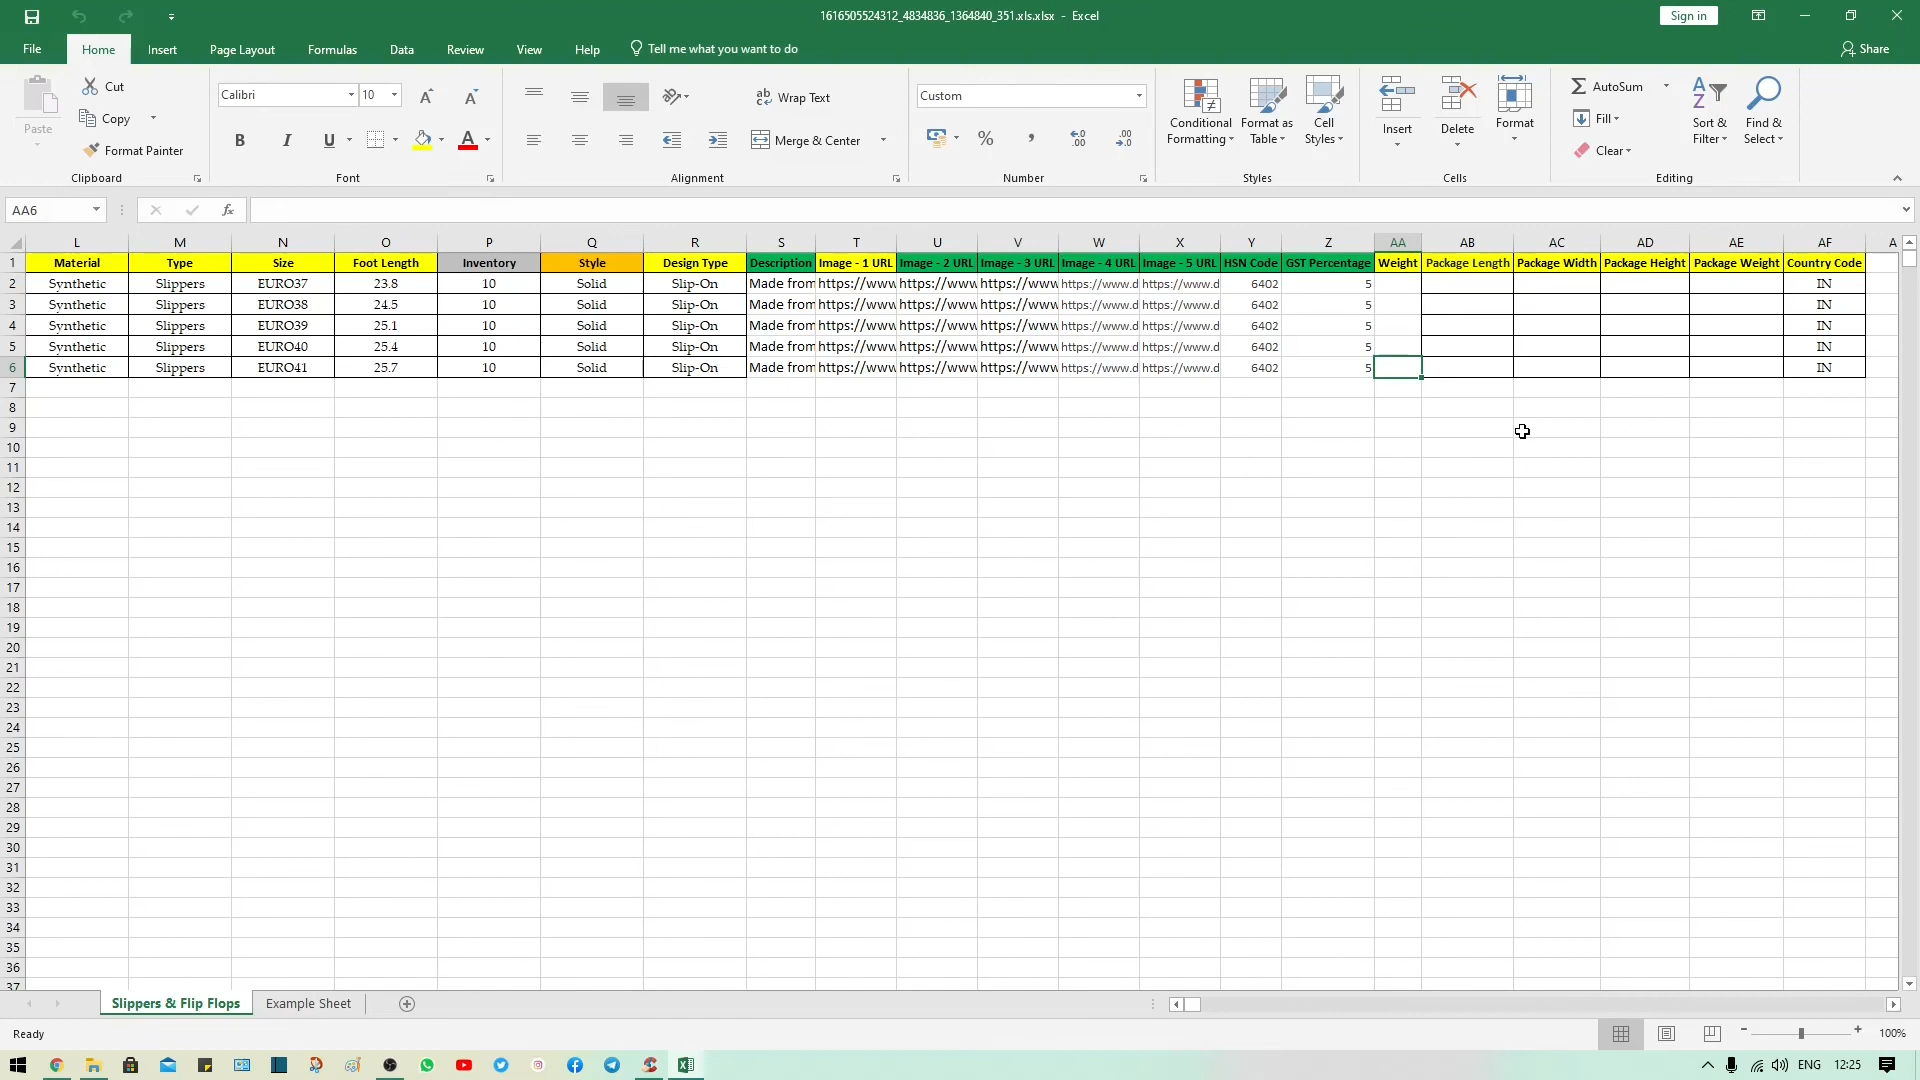 1616505524312_4834836_1364840_351.xls.xlsx - Excel
Sign in
File Home Insert Page Layout Formulas Data Review View Help Tell me what you want to do Share
Paste Cut Copy Format Painter Clipboard
Calibri 10 B I U A Font
ab Wrap Text Merge & Center Alignment
Custom % , .00 Number
Conditional Formatting Format as Table Cell Styles Styles
Insert Delete Format Cells
AutoSum Fill Clear Sort & Filter Find & Select Editing
AA6 fx
L M N O P Q R S T U V W X Y Z AA AB AC AD AE AF A
1 Material Type Size Foot Length Inventory Style Design Type Description Image - 1 URL Image - 2 URL Image - 3 URL Image - 4 URL Image - 5 URL HSN Code GST Percentage Weight Package Length Package Width Package Height Package Weight Country Code
2 Synthetic Slippers EURO37 23.8 10 Solid Slip-On Made from https://www https://www https://www https://www.d https://www.d 6402 5 IN
3 Synthetic Slippers EURO38 24.5 10 Solid Slip-On Made from https://www https://www https://www https://www.d https://www.d 6402 5 IN
4 Synthetic Slippers EURO39 25.1 10 Solid Slip-On Made from https://www https://www https://www https://www.d https://www.d 6402 5 IN
5 Synthetic Slippers EURO40 25.4 10 Solid Slip-On Made from https://www https://www https://www https://www.d https://www.d 6402 5 IN
6 Synthetic Slippers EURO41 25.7 10 Solid Slip-On Made from https://www https://www https://www https://www.d https://www.d 6402 5 IN
7
8
9
10
11
12
13
14
15
16
17
18
19
20
21
22
23
24
25
26
27
28
29
30
31
32
33
34
35
36
37
Slippers & Flip Flops Example Sheet
Ready 100%
ENG 12:25